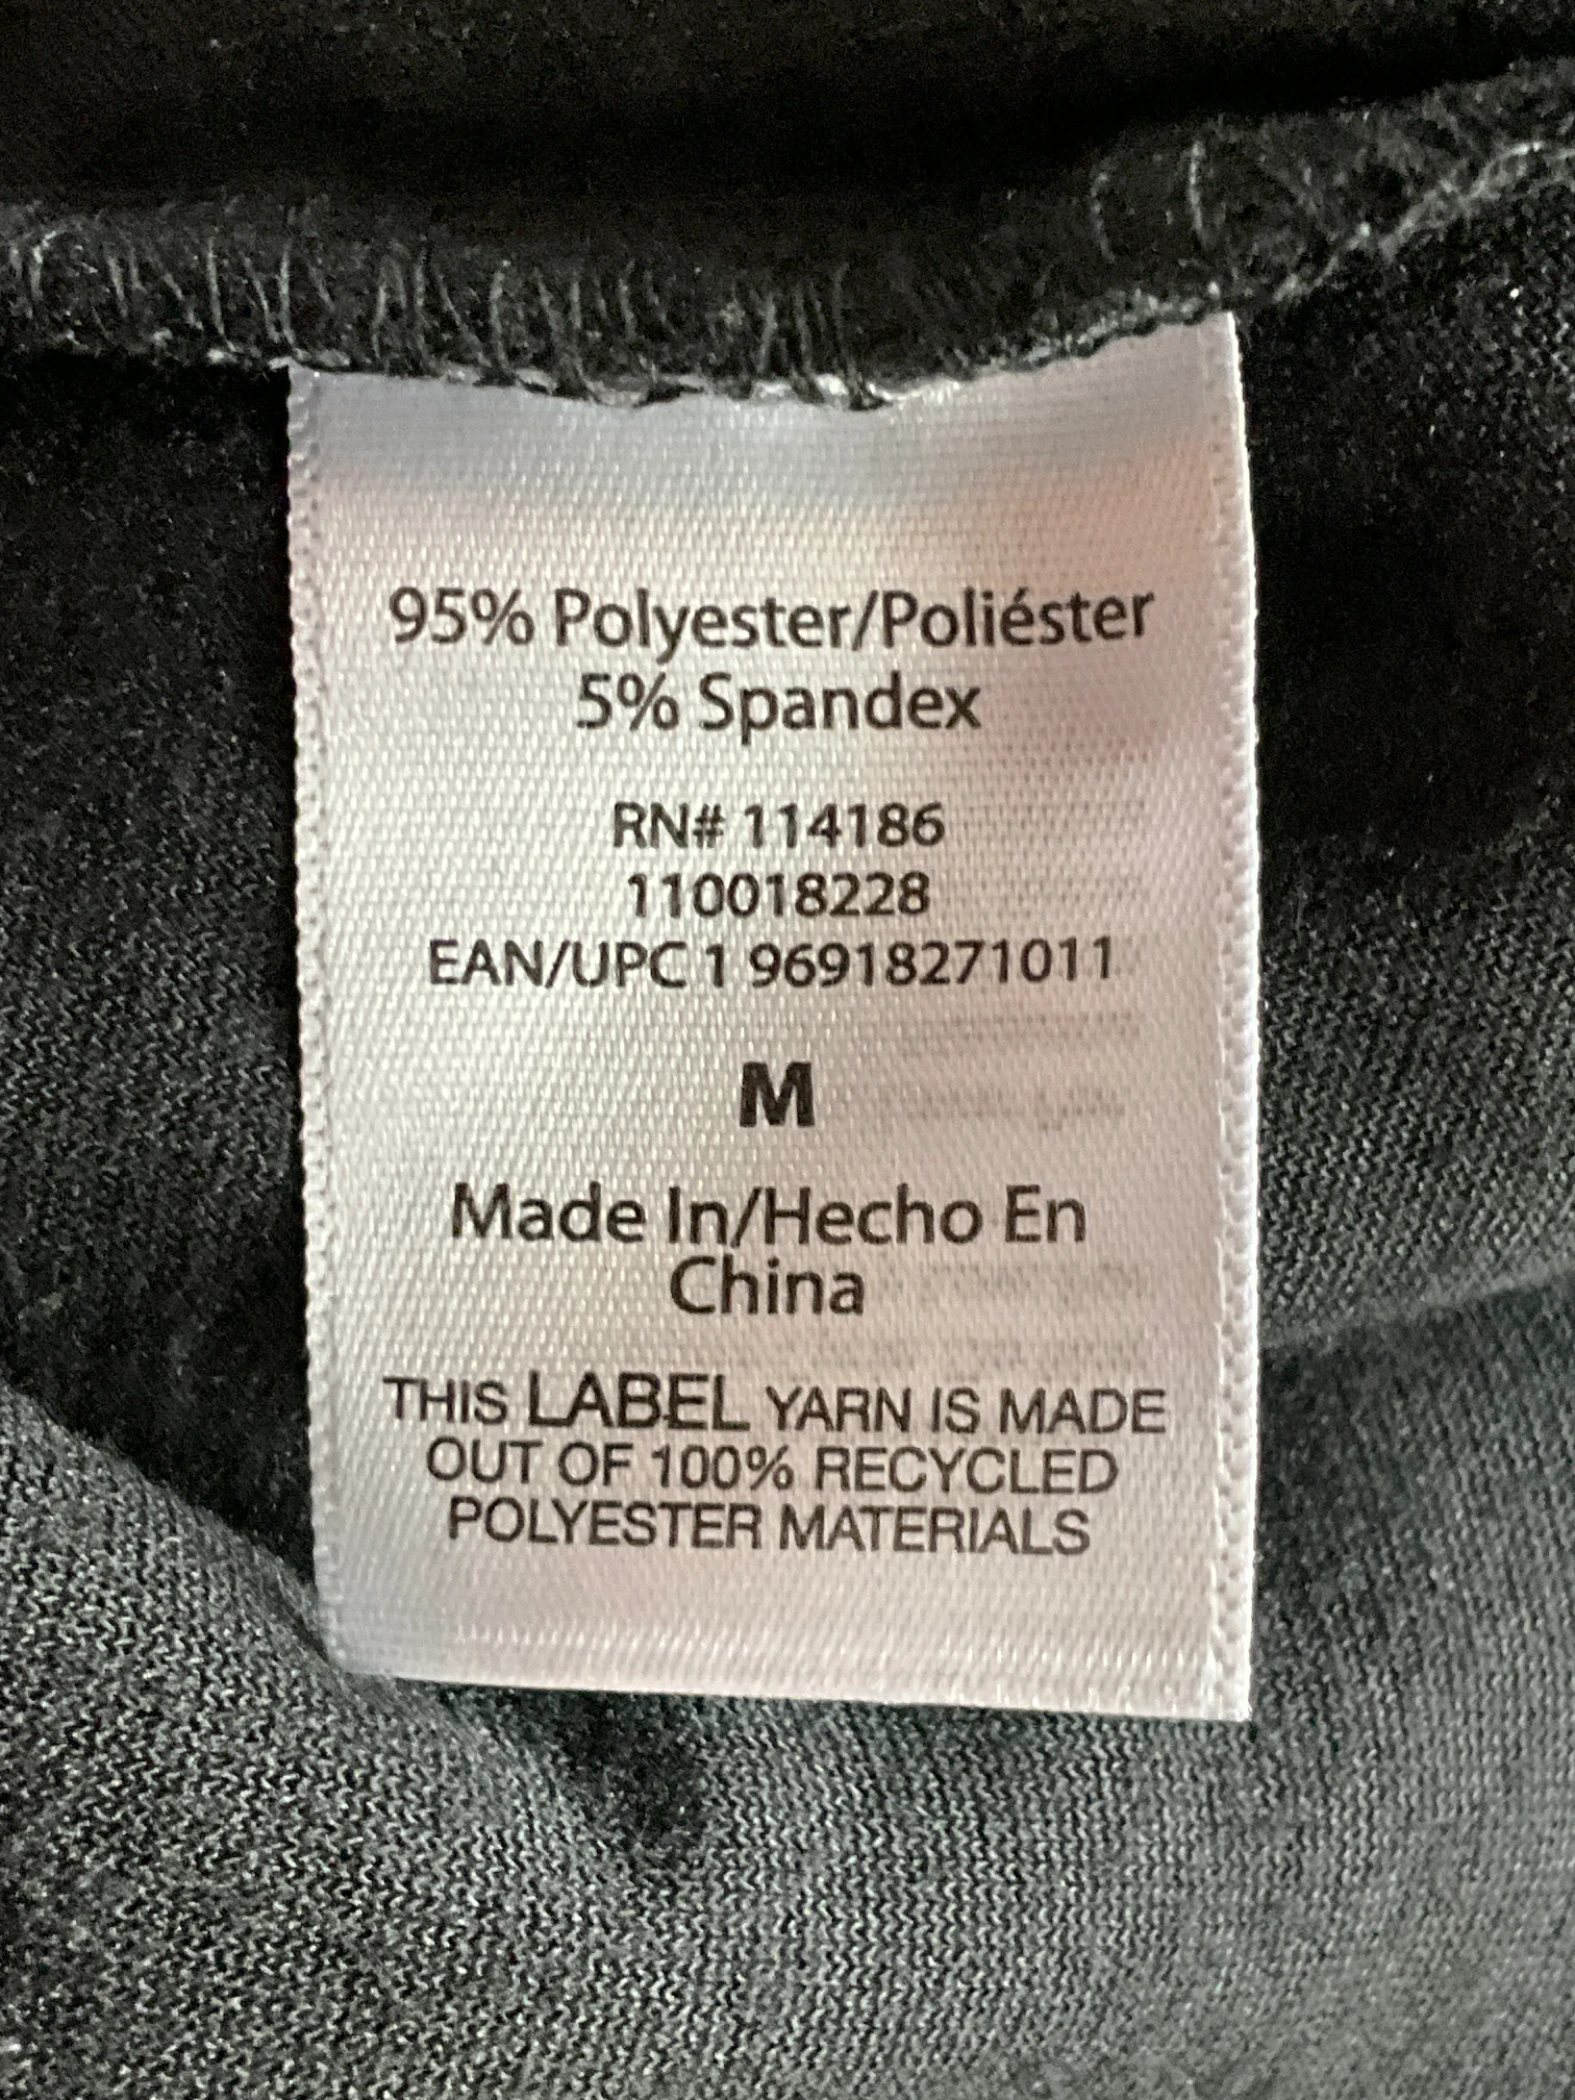 95% Polyester/Poliéster
5% Spandex
RN# 114186
110018228
EAN/UPC 1 96918271011
M
Made In/Hecho En
China
THIS LABEL YARN IS MADE
OUT OF 100% RECYCLED
POLYESTER MATERIALS